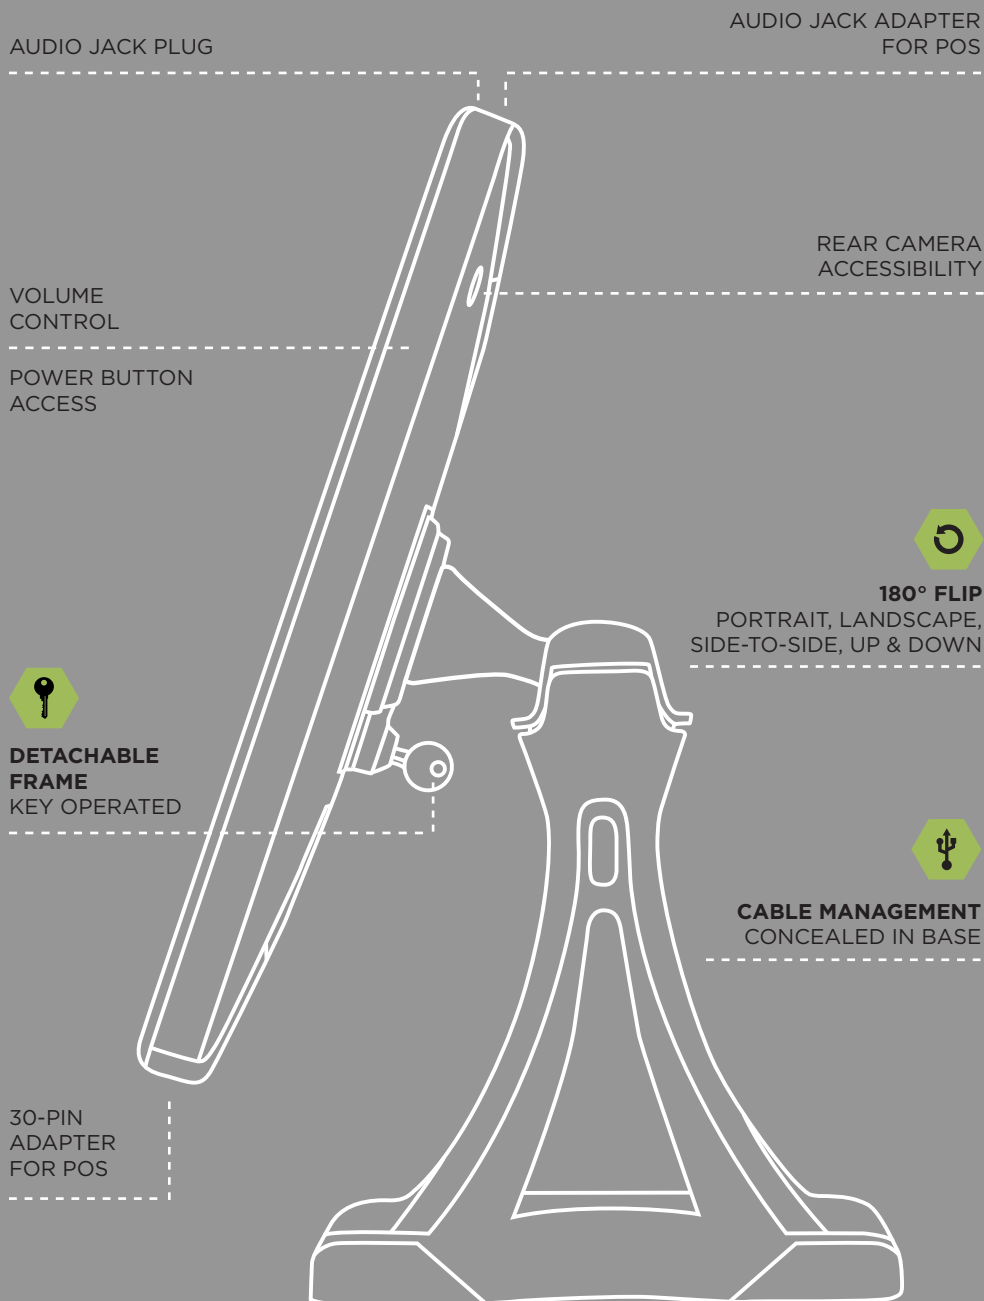 AUDIO JACK PLUG
AUDIO JACK ADAPTER
FOR POS
REAR CAMERA
ACCESSIBILITY
VOLUME
CONTROL
POWER BUTTON
ACCESS
180° FLIP
PORTRAIT, LANDSCAPE,
SIDE-TO-SIDE, UP & DOWN
DETACHABLE
FRAME
KEY OPERATED
CABLE MANAGEMENT
CONCEALED IN BASE
30-PIN
ADAPTER
FOR POS